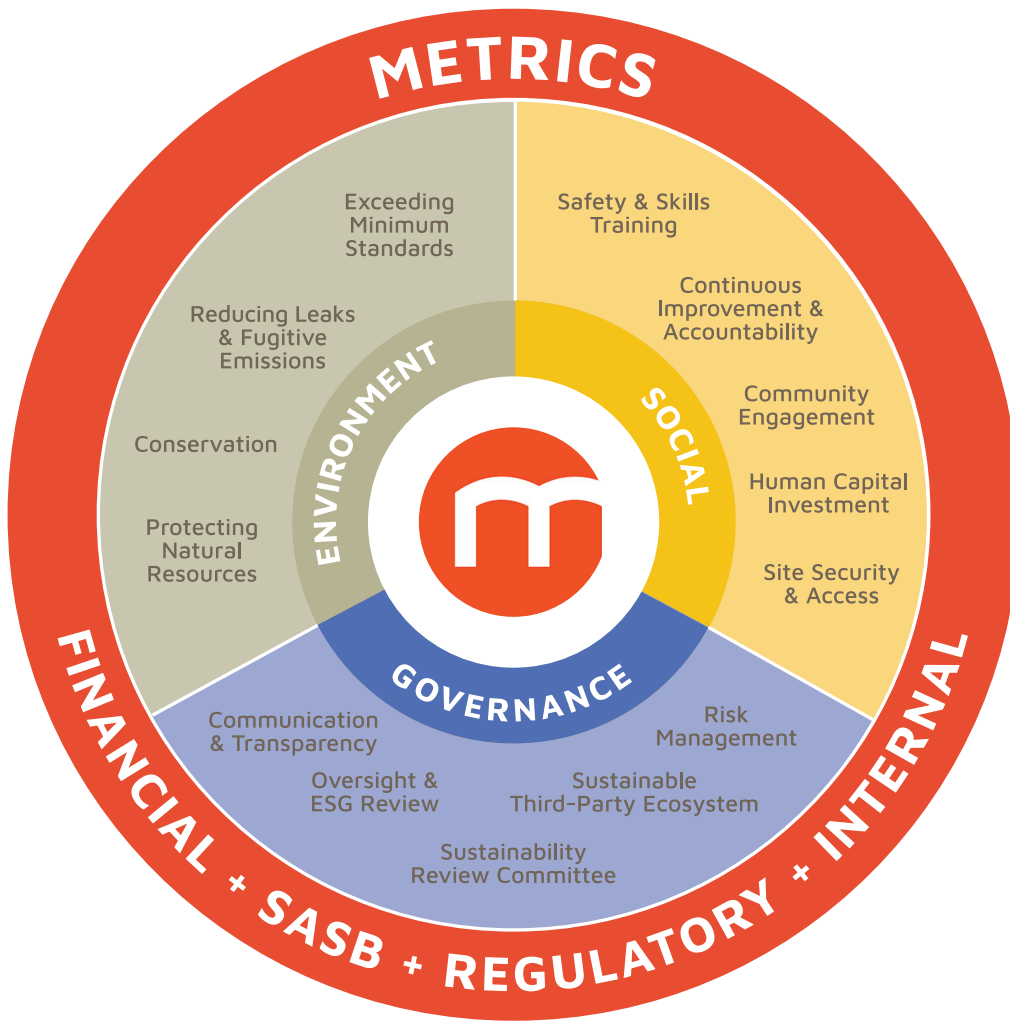 METRICS
Exceeding
Minimum
Standards
Reducing Leaks
& Fugitive
Emissions
Conservation
Protecting
Natural
Resources
ENVIRONMENT
Safety & Skills
Training
Continuous
Improvement &
Accountability
Community
Engagement
Human Capital
Investment
Site Security
& Access
SOCIAL
m
GOVERNANCE
Communication
& Transparency
Oversight &
ESG Review
Sustainability
Review Committee
Sustainable
Third-Party Ecosystem
Risk
Management
FINANCIAL + SASB + REGULATORY + INTERNAL